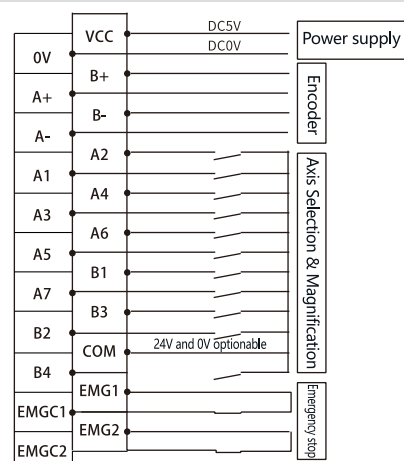 VCC
DC5V
Power supply
0V
DC0V
B+
Encoder
A+
B-
A-
A2
Axis Selection & Magnification
A1
A4
A3
A6
A5
B1
A7
B3
B2
COM
24V and 0V optionable
B4
EMG1
Emergency stop
EMGC1
EMG2
EMGC2